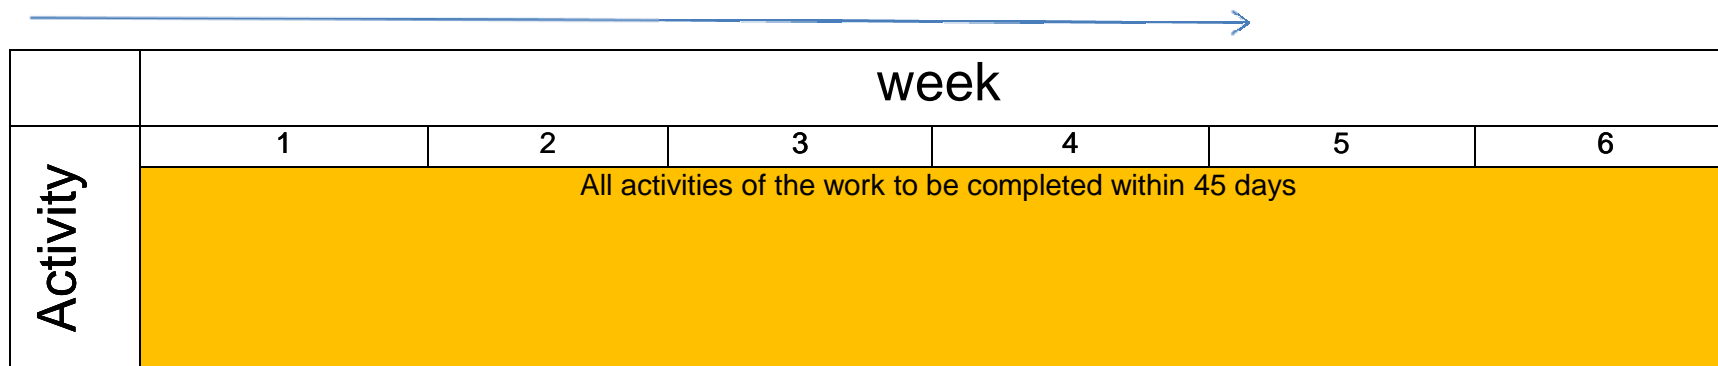 week
1 2 3 4 5 6
Activity
All activities of the work to be completed within 45 days